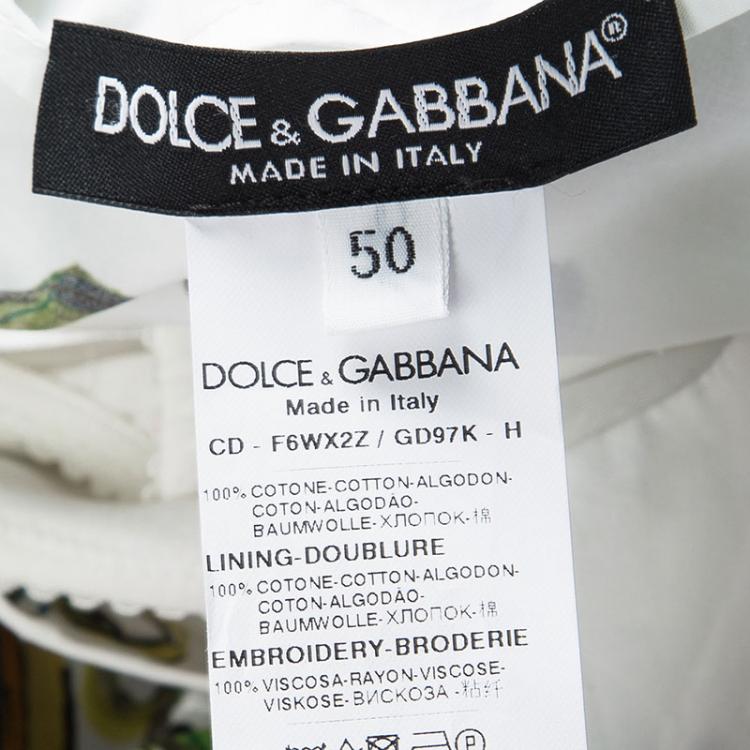 DOLCE & GABBANA®
MADE IN ITALY
50
DOLCE & GABBANA
Made in Italy
CD - F6WX2Z / GD97K - H
100% COTONE-COTTON-ALGODON-
COTON-ALGODÃO-
BAUMWOLLE-ХЛОПОК-棉
LINING-DOUBLURE
100% COTONE-COTTON-ALGODON-
COTON-ALGODÃO-
BAUMWOLLE-ХЛОПОК-棉
EMBROIDERY-BRODERIE
100% VISCOSA-RAYON-VISCOSE-
VISKOSE-ВИСКОЗА -粘纤
P